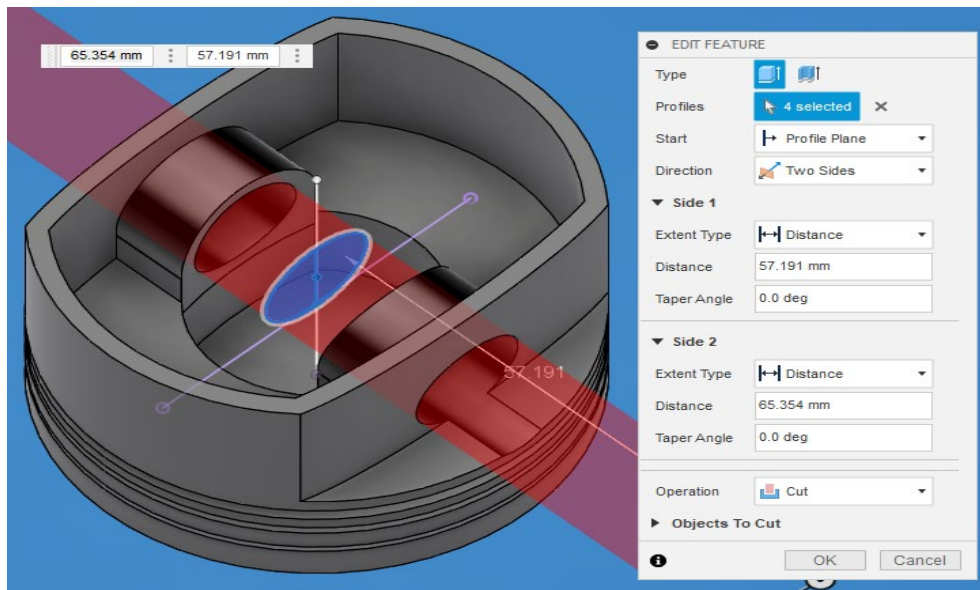 65.354 mm 57.191 mm
57.191
EDIT FEATURE
Type
Profiles 4 selected
Start Profile Plane
Direction Two Sides
Side 1
Extent Type Distance
Distance 57.191 mm
Taper Angle 0.0 deg
Side 2
Extent Type Distance
Distance 65.354 mm
Taper Angle 0.0 deg
Operation Cut
Objects To Cut
OK Cancel